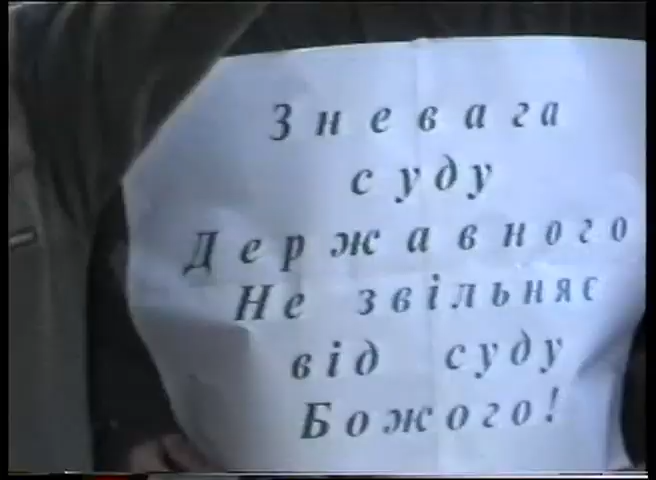 Зневага
суду
Державного
Не звільняє
від суду
Божого!